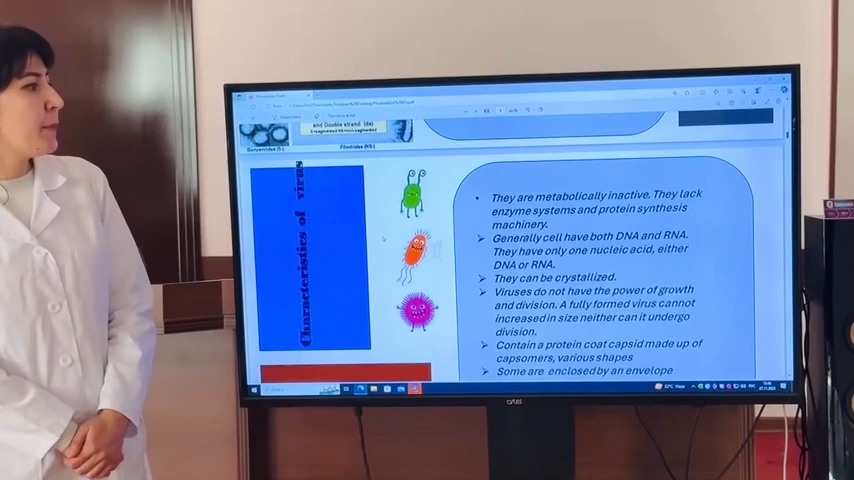 and Double strand (ds)
Bunyaviridae (S-)
Filoviridae (NS-)
Characteristics of virus
• They are metabolically inactive. They lack
enzyme systems and protein synthesis
machinery.
➢ Generally cell have both DNA and RNA.
They have only one nucleic acid, either
DNA or RNA.
➢ They can be crystallized.
➢ Viruses do not have the power of growth
and division. A fully formed virus cannot
increased in size neither can it undergo
division.
➢ Contain a protein coat capsid made up of
capsomers, various shapes
➢ Some are enclosed by an envelope
artel